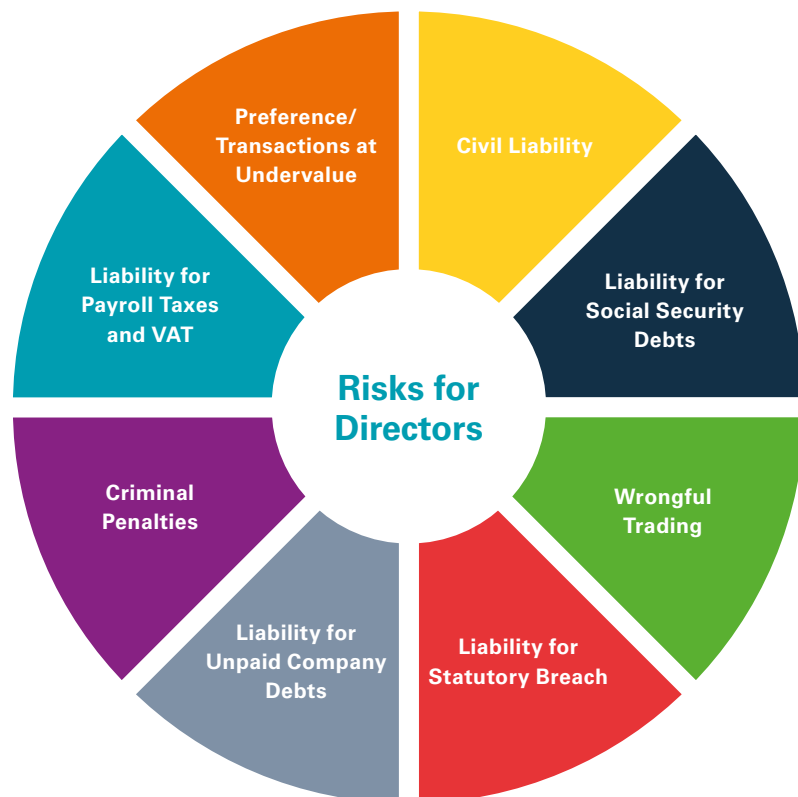 Preference/
Transactions at
Undervalue
Civil Liability
Liability for
Social Security
Debts
Wrongful
Trading
Liability for
Statutory Breach
Liability for
Unpaid Company
Debts
Criminal
Penalties
Liability for
Payroll Taxes
and VAT
Risks for
Directors